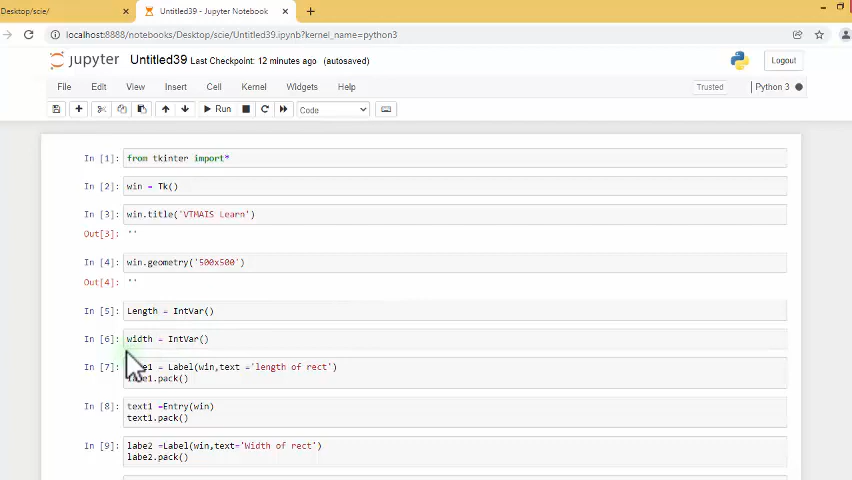 Desktop/scie/ × Untitled39 - Jupyter Notebook × +
localhost:8888/notebooks/Desktop/scie/Untitled39.ipynb?kernel_name=python3
jupyter Untitled39 Last Checkpoint: 12 minutes ago (autosaved) Logout
File Edit View Insert Cell Kernel Widgets Help Trusted Python 3
Run Code
In [1]: from tkinter import*
In [2]: win = Tk()
In [3]: win.title('VTMAIS Learn')
Out[3]: ''
In [4]: win.geometry('500x500')
Out[4]: ''
In [5]: Length = IntVar()
In [6]: width = IntVar()
In [7]: = Label(win,text ='length of rect')
labe1.pack()
In [8]: text1 =Entry(win)
text1.pack()
In [9]: labe2 =Label(win,text='Width of rect')
labe2.pack()